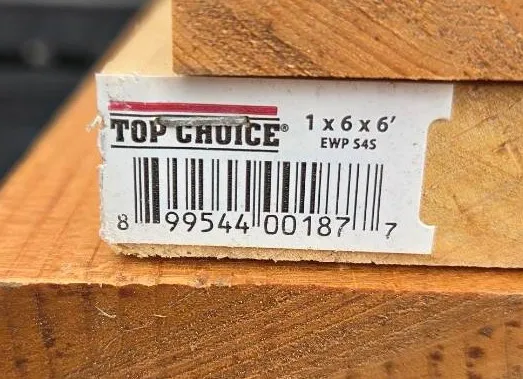 TOP CHOICE® 1 x 6 x 6'
EWP S4S
8 99544 00187 7